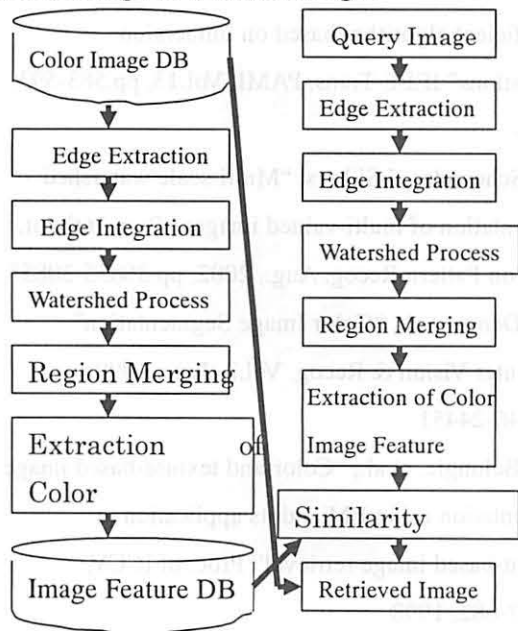 Color Image DB
Edge Extraction
Edge Integration
Watershed Process
Region Merging
Extraction of
Color
Image Feature DB
Query Image
Edge Extraction
Edge Integration
Watershed Process
Region Merging
Extraction of Color
Image Feature
Similarity
Retrieved Image